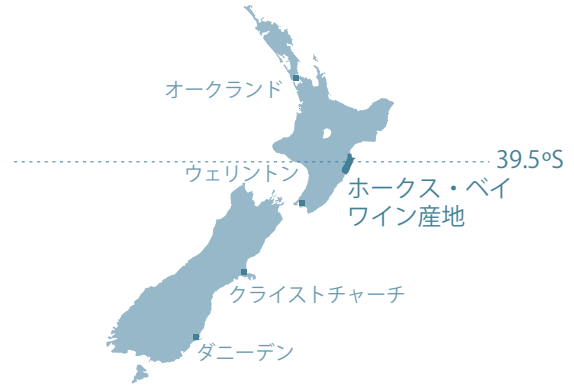 オークランド
39.5ºS
ウェリントン
ホークス・ベイ
ワイン産地
クライストチャーチ
ダニーデン